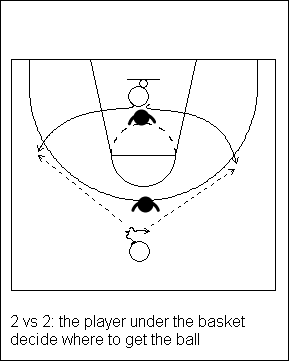 2 vs 2: the player under the basket
decide where to get the ball